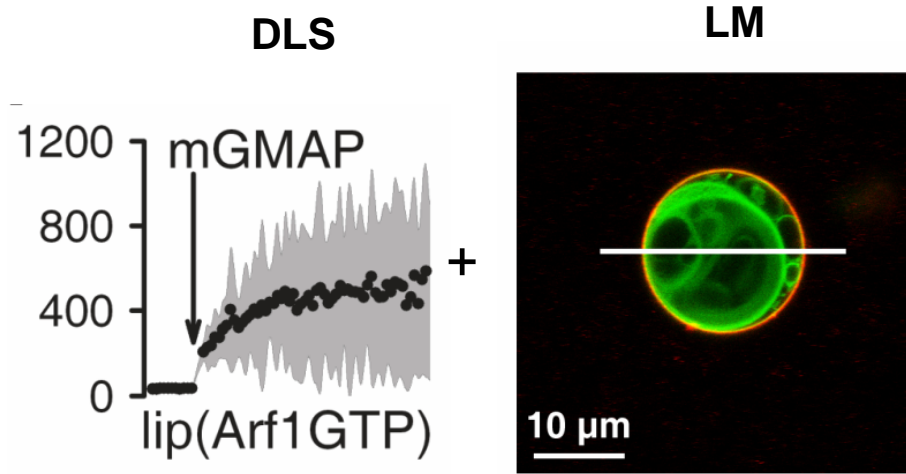 DLS
LM
1200
mGMAP
800
400
0
lip(Arf1GTP)
+
10 µm